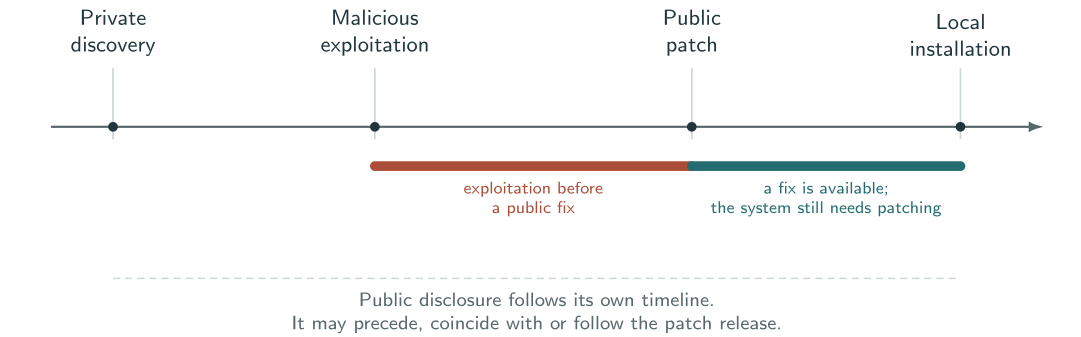 Private
discovery
Malicious
exploitation
Public
patch
Local
installation
exploitation before
a public fix
a fix is available;
the system still needs patching
Public disclosure follows its own timeline.
It may precede, coincide with or follow the patch release.